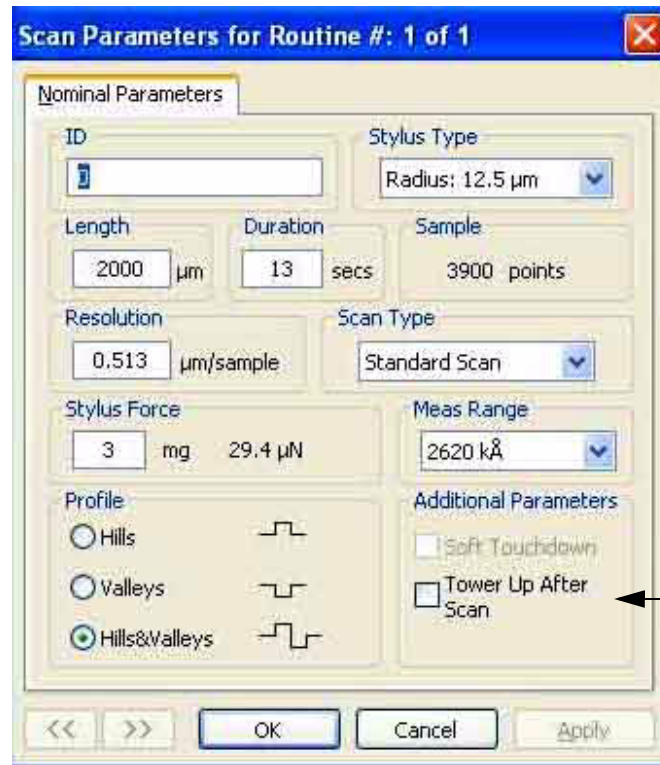 Scan Parameters for Routine #: 1 of 1
Nominal Parameters
ID
Stylus Type
Radius: 12.5 µm
Length
Duration
Sample
2000 µm
13 secs
3900 points
Resolution
Scan Type
0.513 µm/sample
Standard Scan
Stylus Force
Meas Range
3 mg 29.4 µN
2620 kÅ
Profile
Additional Parameters
Hills
Soft Touchdown
Valleys
Tower Up After
Scan
Hills&Valleys
<< >> OK Cancel Apply